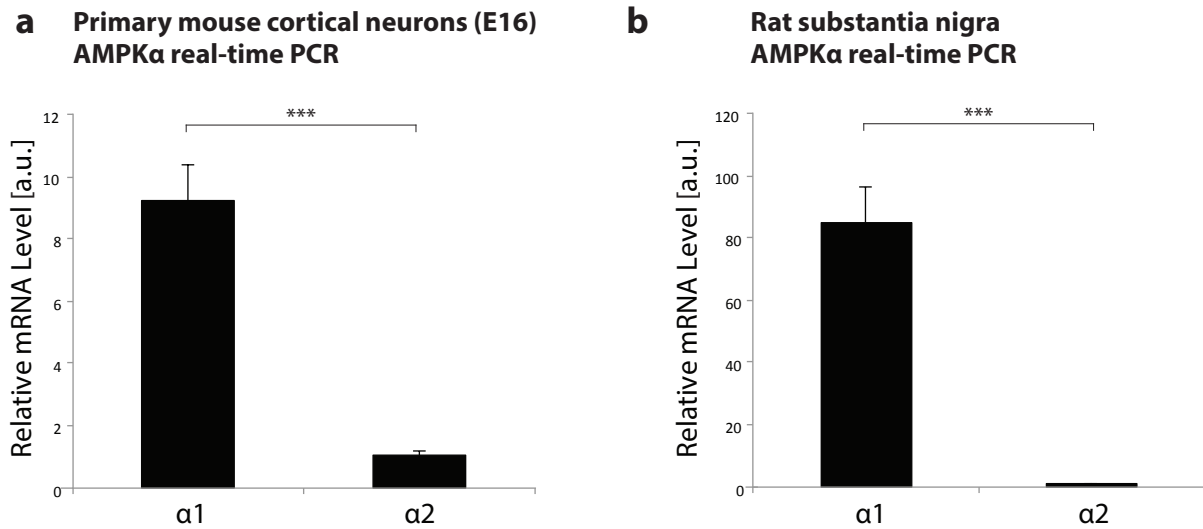 a Primary mouse cortical neurons (E16)
AMPKα real-time PCR
Relative mRNA Level [a.u.]
12
10
8
6
4
2
0
***
α1 α2
b Rat substantia nigra
AMPKα real-time PCR
Relative mRNA Level [a.u.]
120
100
80
60
40
20
0
***
α1 α2